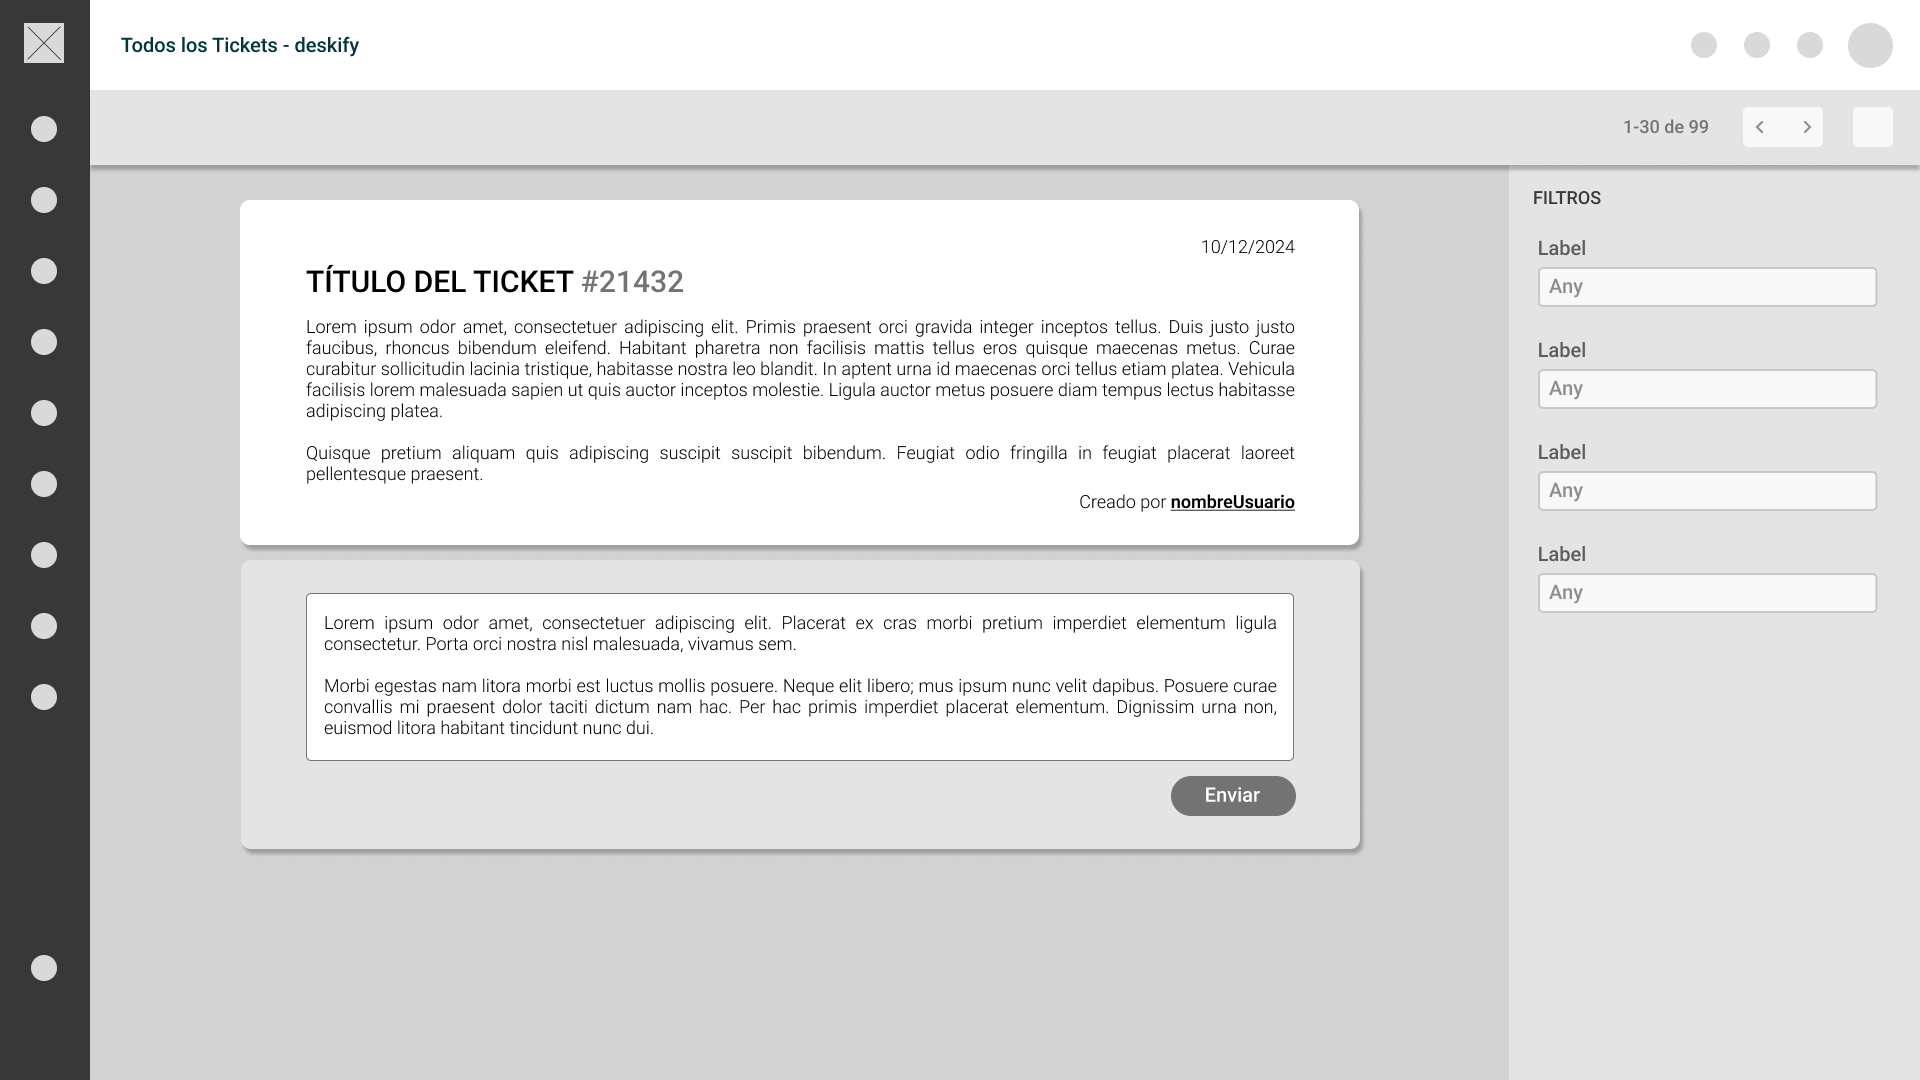 Todos los Tickets - deskify
1-30 de 99
10/12/2024
TÍTULO DEL TICKET #21432
Lorem ipsum odor amet, consectetuer adipiscing elit. Primis praesent orci gravida integer inceptos tellus. Duis justo justo
faucibus, rhoncus bibendum eleifend. Habitant pharetra non facilisis mattis tellus eros quisque maecenas metus. Curae
curabitur sollicitudin lacinia tristique, habitasse nostra leo blandit. In aptent urna id maecenas orci tellus etiam platea. Vehicula
facilisis lorem malesuada sapien ut quis auctor inceptos molestie. Ligula auctor metus posuere diam tempus lectus habitasse
adipiscing platea.
Quisque pretium aliquam quis adipiscing suscipit suscipit bibendum. Feugiat odio fringilla in feugiat placerat laoreet
pellentesque praesent.
Creado por nombreUsuario
Lorem ipsum odor amet, consectetuer adipiscing elit. Placerat ex cras morbi pretium imperdiet elementum ligula
consectetur. Porta orci nostra nisl malesuada, vivamus sem.
Morbi egestas nam litora morbi est luctus mollis posuere. Neque elit libero; mus ipsum nunc velit dapibus. Posuere curae
convallis mi praesent dolor taciti dictum nam hac. Per hac primis imperdiet placerat elementum. Dignissim urna non,
euismod litora habitant tincidunt nunc dui.
Enviar
FILTROS
Label
Any
Label
Any
Label
Any
Label
Any